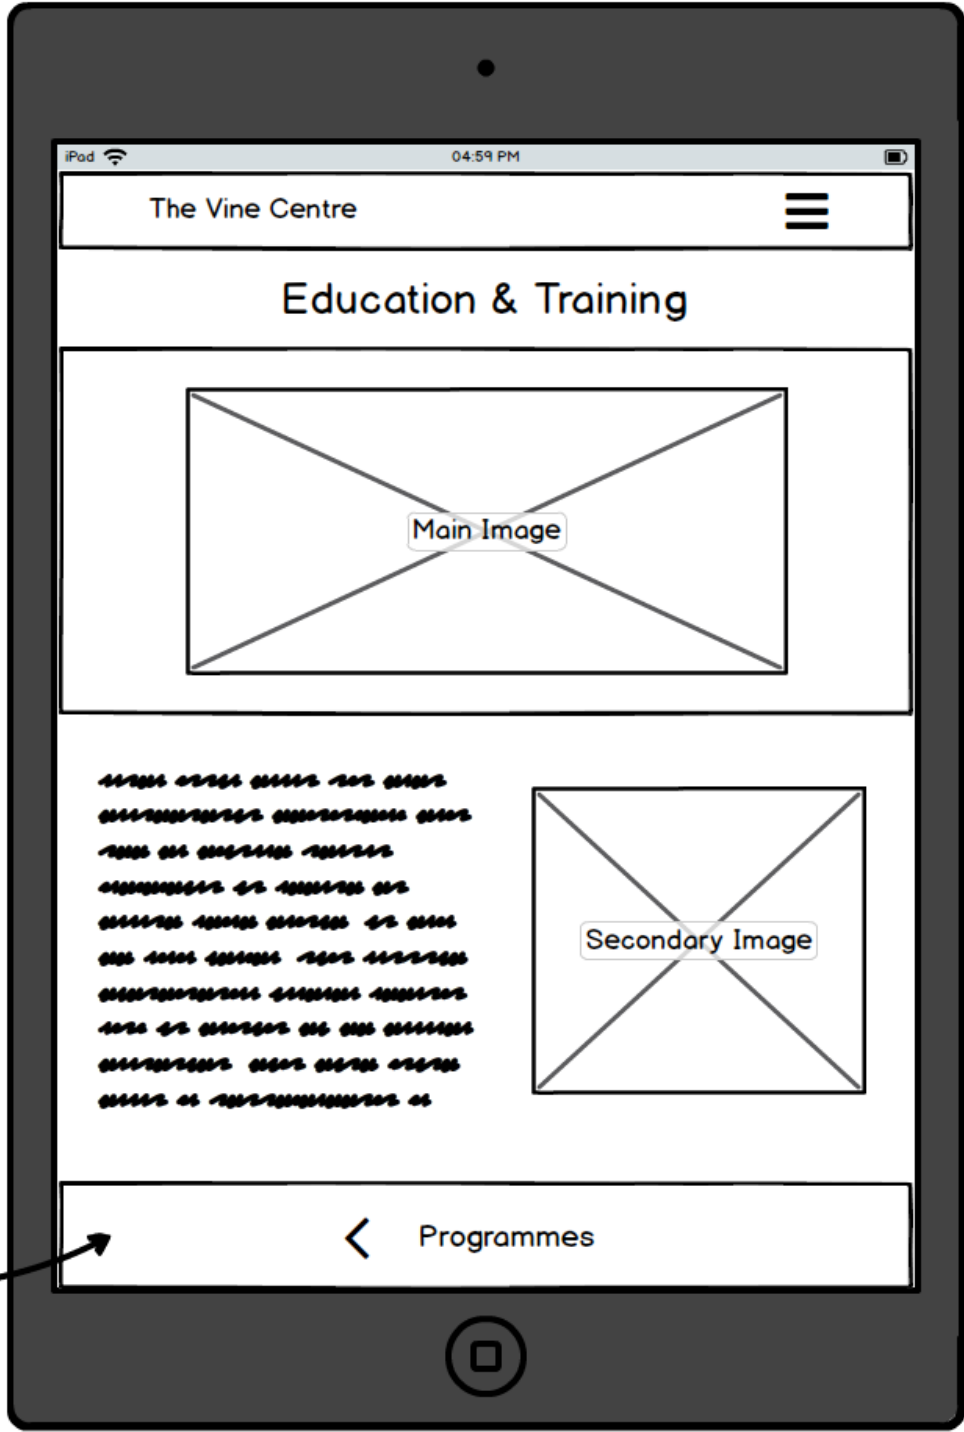 iPad 04:59 PM
The Vine Centre
Education & Training
Main Image
Secondary Image
Programmes